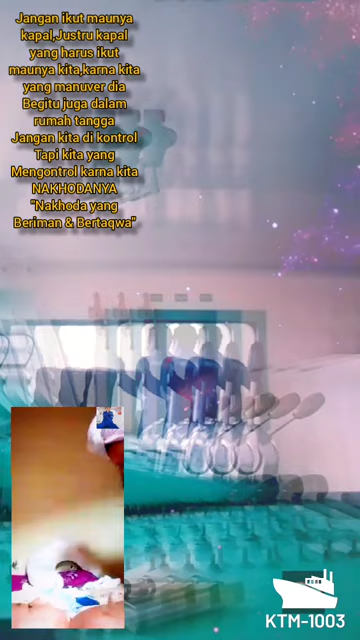 Jangan ikut maunya
kapal,Justru kapal
yang harus ikut
maunya kita,karna kita
yang manuver dia
Begitu juga dalam
rumah tangga
Jangan kita di kontrol
Tapi kita yang
Mengontrol karna kita
NAKHODANYA
"Nakhoda yang
Beriman & Bertaqwa"
KTM-1003